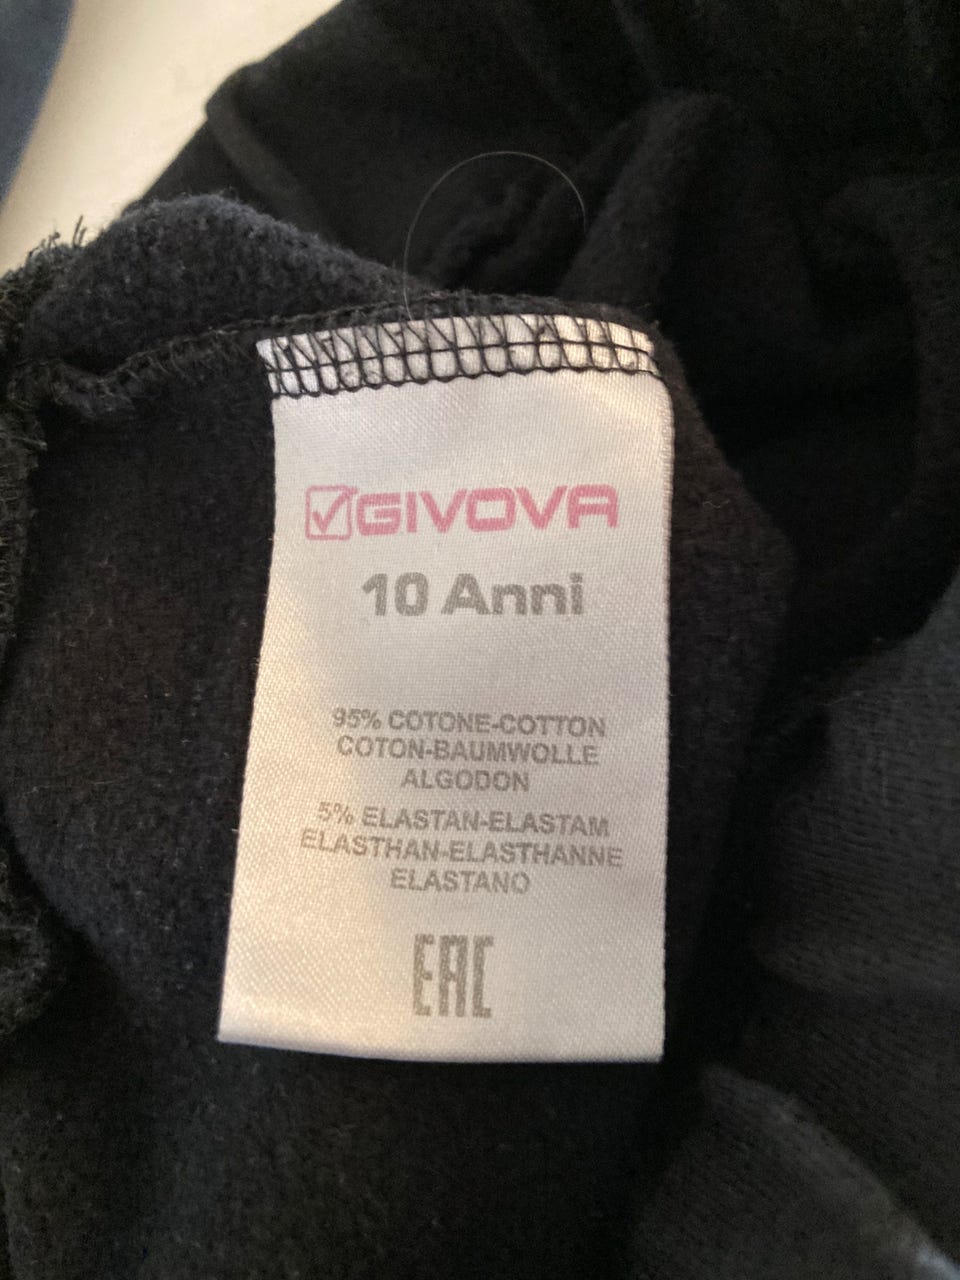 GIVOVA
10 Anni
95% COTONE-COTTON
COTON-BAUMWOLLE
ALGODON
5% ELASTAN-ELASTAM
ELASTHAN-ELASTHANNE
ELASTANO
EAC